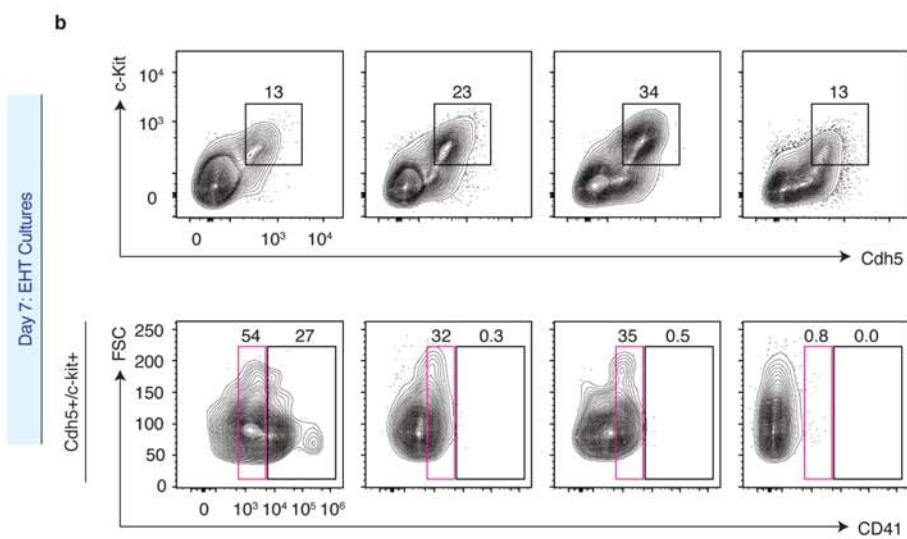 b
c-Kit
10⁴
10³
0
13
23
34
13
0 10³ 10⁴
Cdh5
Day 7: EHT Cultures
Cdh5+/c-kit+
FSC
250
200
150
100
50
0
54 27
32 0.3
35 0.5
0.8 0.0
0 10³ 10⁴ 10⁵ 10⁶
CD41